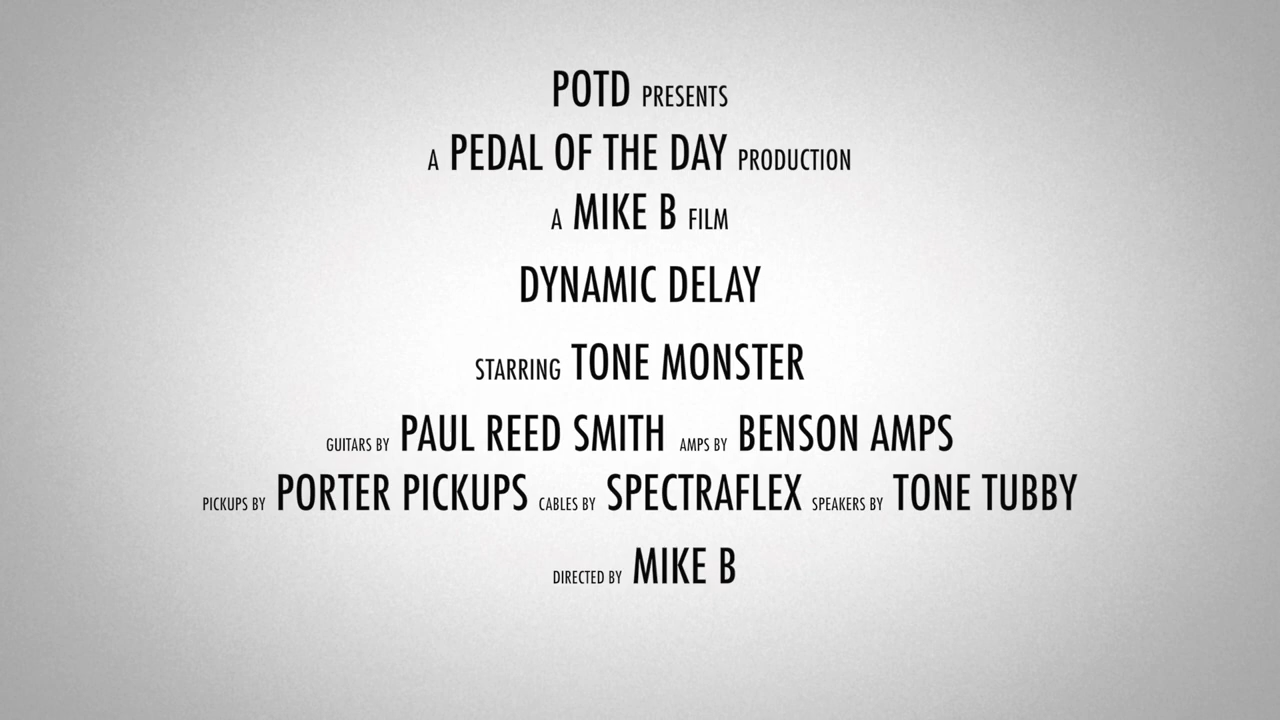 POTD PRESENTS
A PEDAL OF THE DAY PRODUCTION
A MIKE B FILM
DYNAMIC DELAY
STARRING TONE MONSTER
GUITARS BY PAUL REED SMITH AMPS BY BENSON AMPS
PICKUPS BY PORTER PICKUPS CABLES BY SPECTRAFLEX SPEAKERS BY TONE TUBBY
DIRECTED BY MIKE B